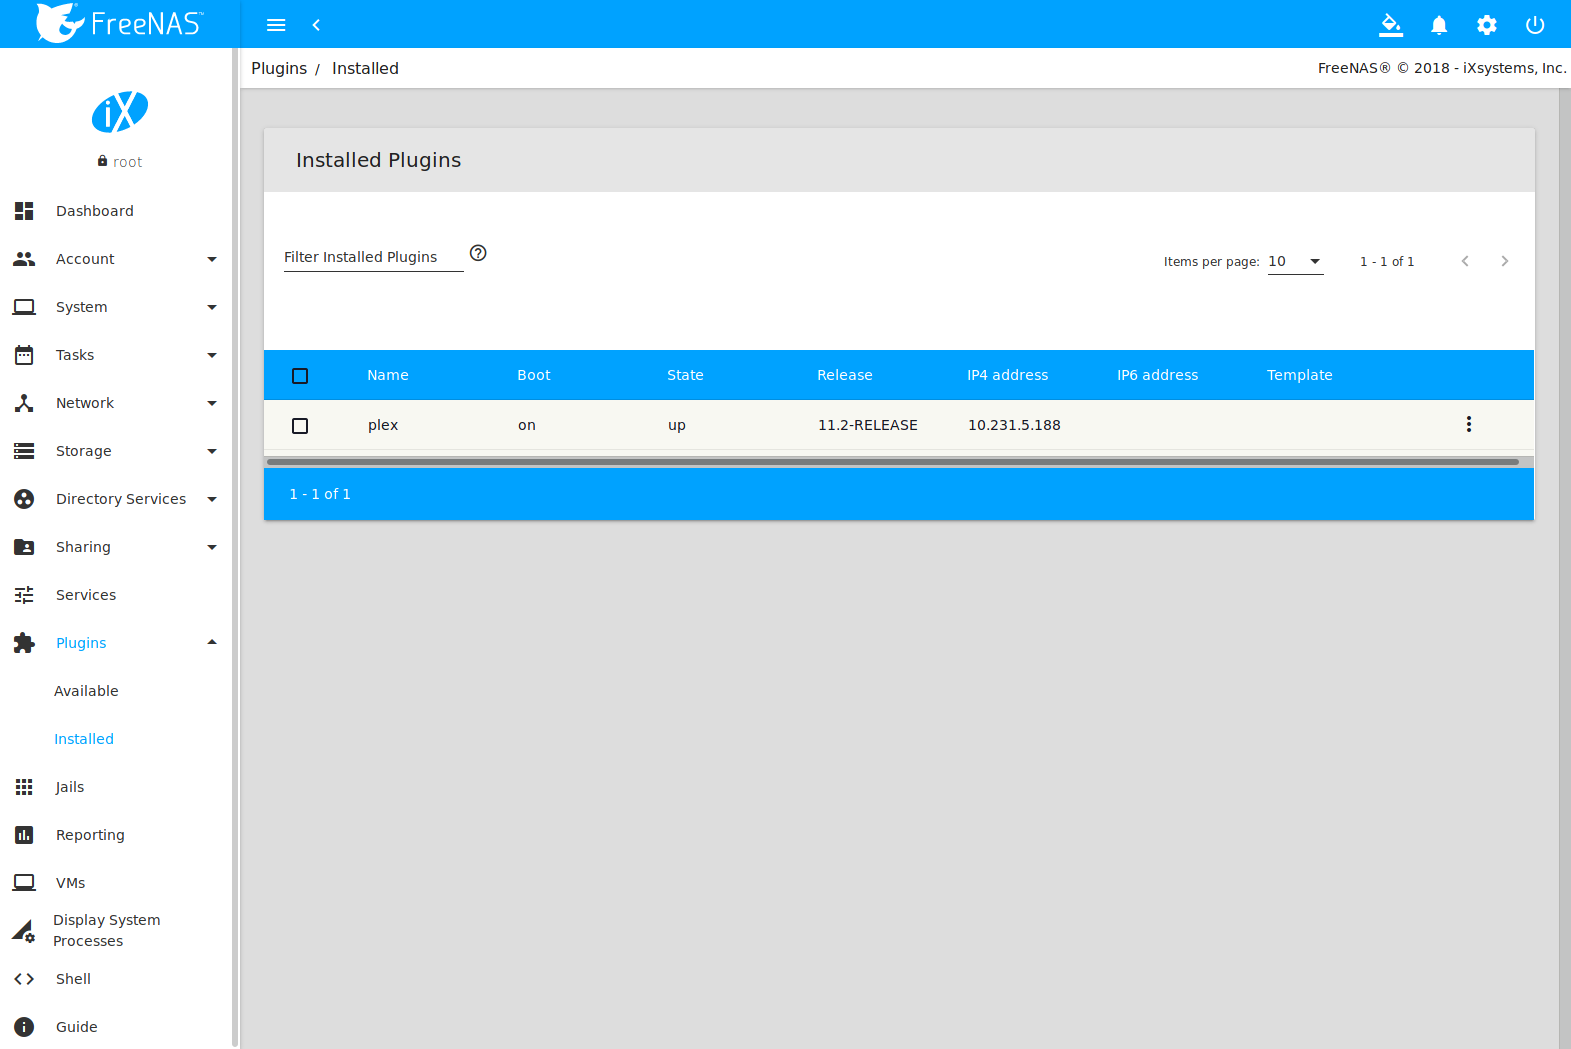 FreeNAS™
Plugins / Installed
FreeNAS® © 2018 - iXsystems, Inc.
iX
root
Dashboard
Account
System
Tasks
Network
Storage
Directory Services
Sharing
Services
Plugins
Available
Installed
Jails
Reporting
VMs
Display System
Processes
Shell
Guide
Installed Plugins
Filter Installed Plugins
Items per page: 10 1 - 1 of 1
Name Boot State Release IP4 address IP6 address Template
plex on up 11.2-RELEASE 10.231.5.188
1 - 1 of 1